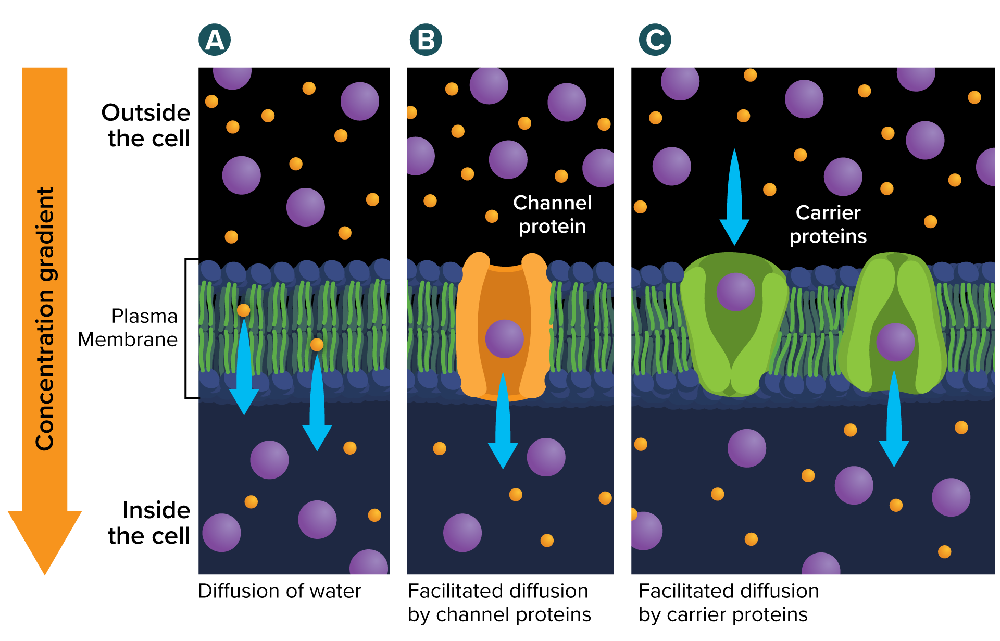 A
B
C
Outside
the cell
Concentration gradient
Channel
protein
Carrier
proteins
Plasma
Membrane
Inside
the cell
Diffusion of water
Facilitated diffusion
by channel proteins
Facilitated diffusion
by carrier proteins